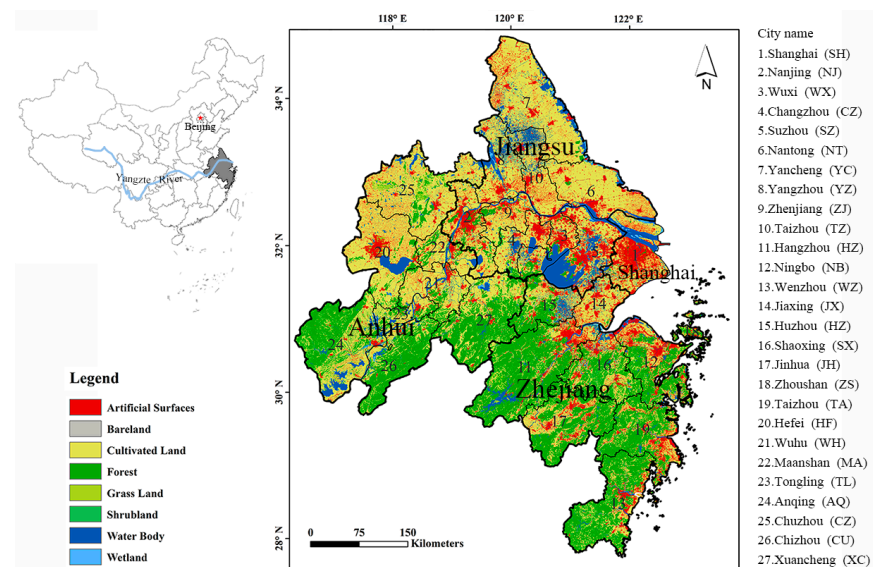 118° E 120° E 122° E
34° N
32° N
30° N
28° N
Beijing
Yangzte River
N
Jiangsu
Shanghai
Anhui
Zhejiang
7
10
6
25
9
20
22
21
1
14
27
24
26
11
16
12
17
19
13
Legend
Artificial Surfaces
Bareland
Cultivated Land
Forest
Grass Land
Shrubland
Water Body
Wetland
0 75 150
Kilometers
City name
1.Shanghai (SH)
2.Nanjing (NJ)
3.Wuxi (WX)
4.Changzhou (CZ)
5.Suzhou (SZ)
6.Nantong (NT)
7.Yancheng (YC)
8.Yangzhou (YZ)
9.Zhenjiang (ZJ)
10.Taizhou (TZ)
11.Hangzhou (HZ)
12.Ningbo (NB)
13.Wenzhou (WZ)
14.Jiaxing (JX)
15.Huzhou (HZ)
16.Shaoxing (SX)
17.Jinhua (JH)
18.Zhoushan (ZS)
19.Taizhou (TA)
20.Hefei (HF)
21.Wuhu (WH)
22.Maanshan (MA)
23.Tongling (TL)
24.Anqing (AQ)
25.Chuzhou (CZ)
26.Chizhou (CU)
27.Xuancheng (XC)